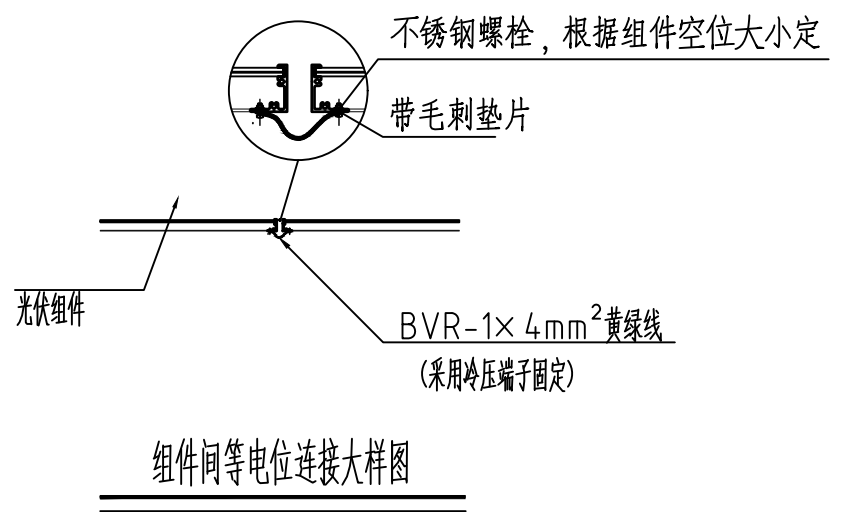 不锈钢螺栓，根据组件空位大小定
带毛刺垫片
光伏组件
BVR-1×4mm²黄绿线
(采用冷压端子固定)
组件间等电位连接大样图